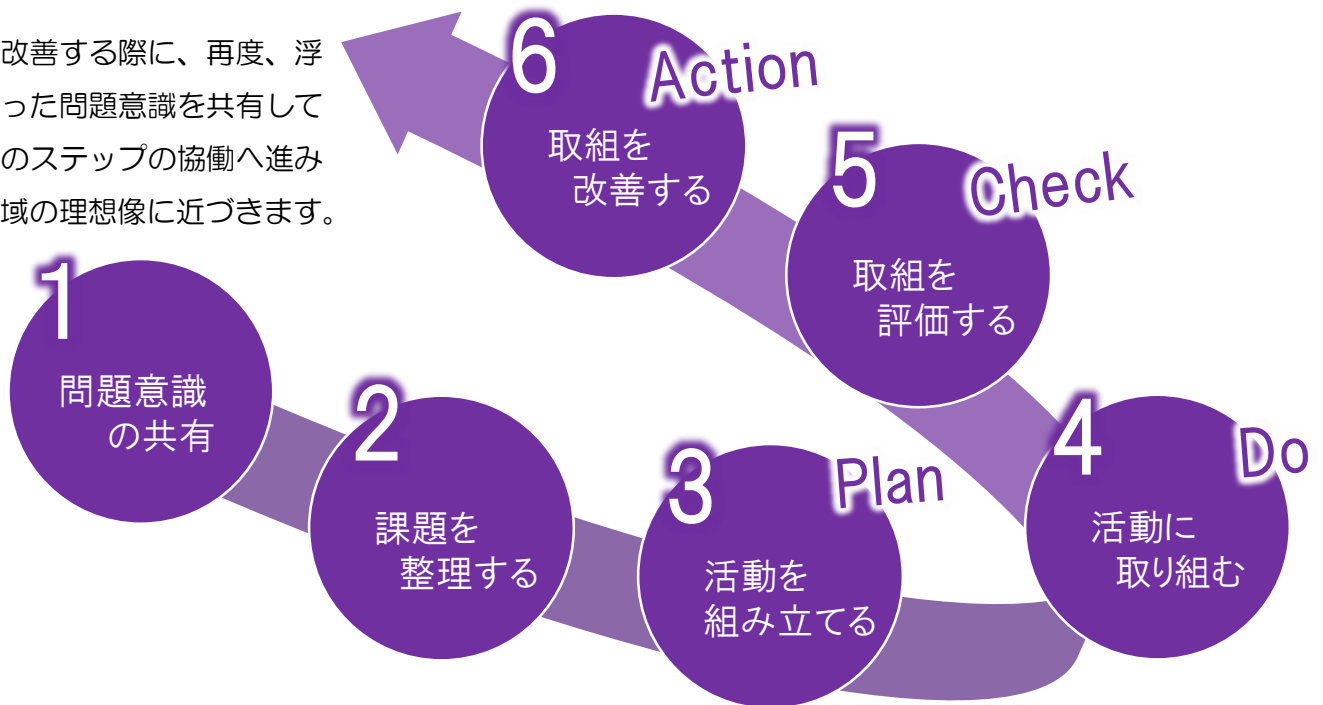 改善する際に、再度、浮
った問題意識を共有して
のステップの協働へ進み
域の理想像に近づきます。
1
問題意識
の共有
2
課題を
整理する
3
Plan
活動を
組み立てる
4
Do
活動に
取り組む
5
Check
取組を
評価する
6
Action
取組を
改善する